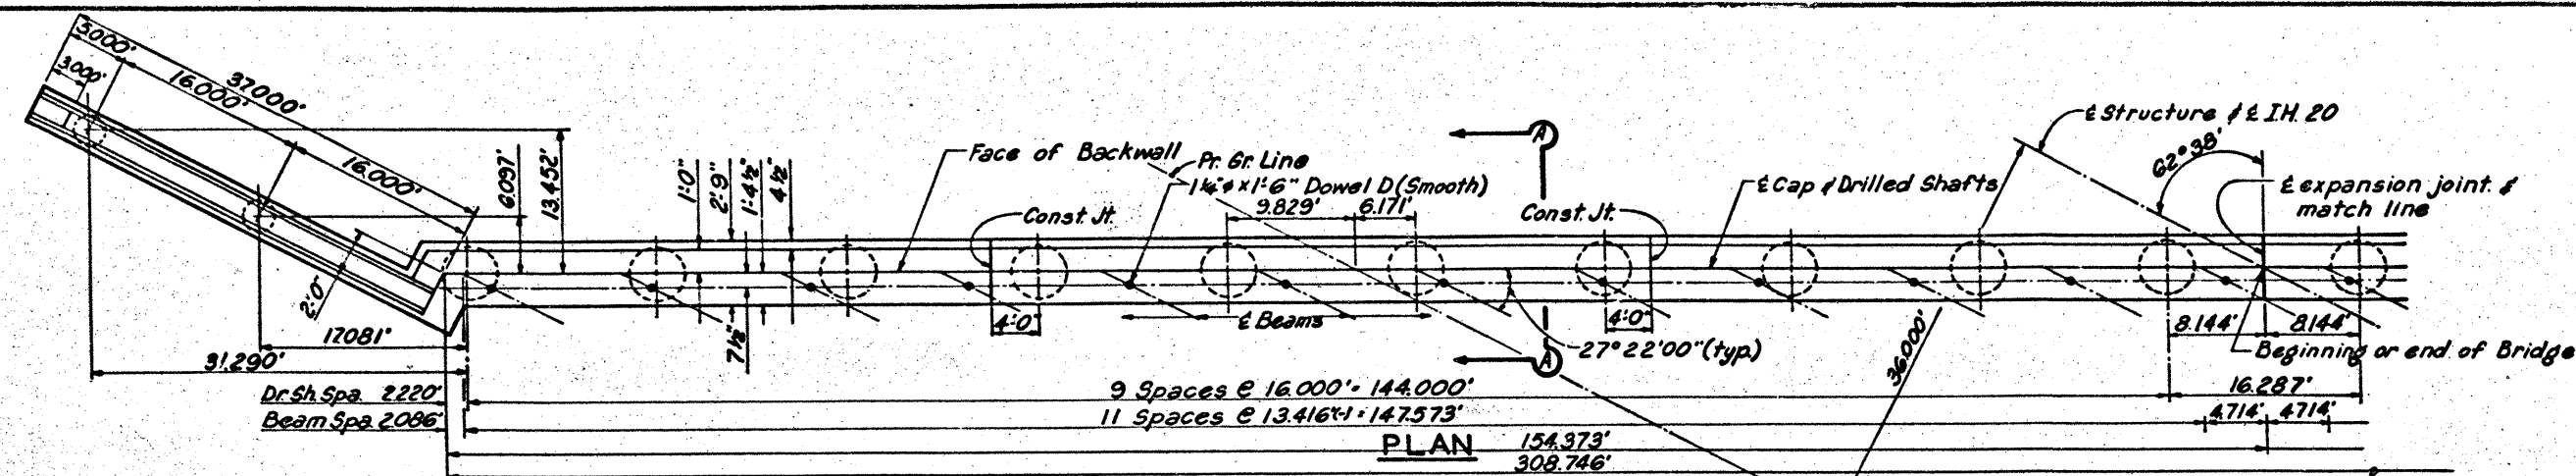 5.000'
3.000'
16.000'
37.000'
16.000'
6.097'
13.452'
1'-0"
2'-9"
1'-4½"
4½"
Face of Backwall
Pr. Gr. Line
1¼"ø x 1'-6" Dowel D (Smooth)
9.829'
6.171'
A
℄ Cap & Drilled Shafts
℄ Structure & ℄ I.H. 20
62°38'
℄ expansion joint &
match line
Const. Jt.
Const. Jt.
2'-0"
17.081'
31.290'
4'-0"
7½"
℄ Beams
4'-0"
A
27°22'00" (typ.)
36.000'
8.144'
8.144'
Beginning or end of Bridge
16.287'
4.714'
4.714'
Dr. Sh. Spa. 2.220'
9 Spaces @ 16.000' = 144.000'
Beam Spa. 2.086'
11 Spaces @ 13.416'(-) = 147.573'
PLAN
154.373'
308.746'